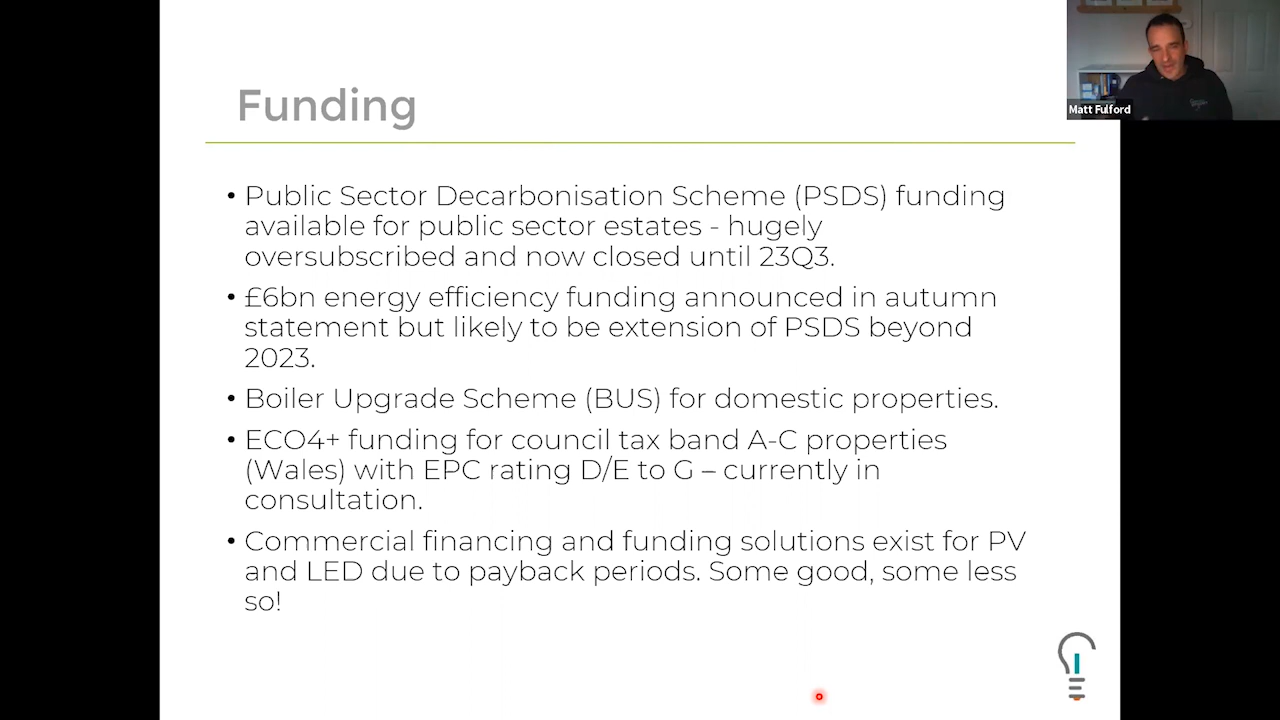 Funding
Matt Fulford
• Public Sector Decarbonisation Scheme (PSDS) funding
available for public sector estates - hugely
oversubscribed and now closed until 23Q3.
• £6bn energy efficiency funding announced in autumn
statement but likely to be extension of PSDS beyond
2023.
• Boiler Upgrade Scheme (BUS) for domestic properties.
• ECO4+ funding for council tax band A-C properties
(Wales) with EPC rating D/E to G – currently in
consultation.
• Commercial financing and funding solutions exist for PV
and LED due to payback periods. Some good, some less
so!